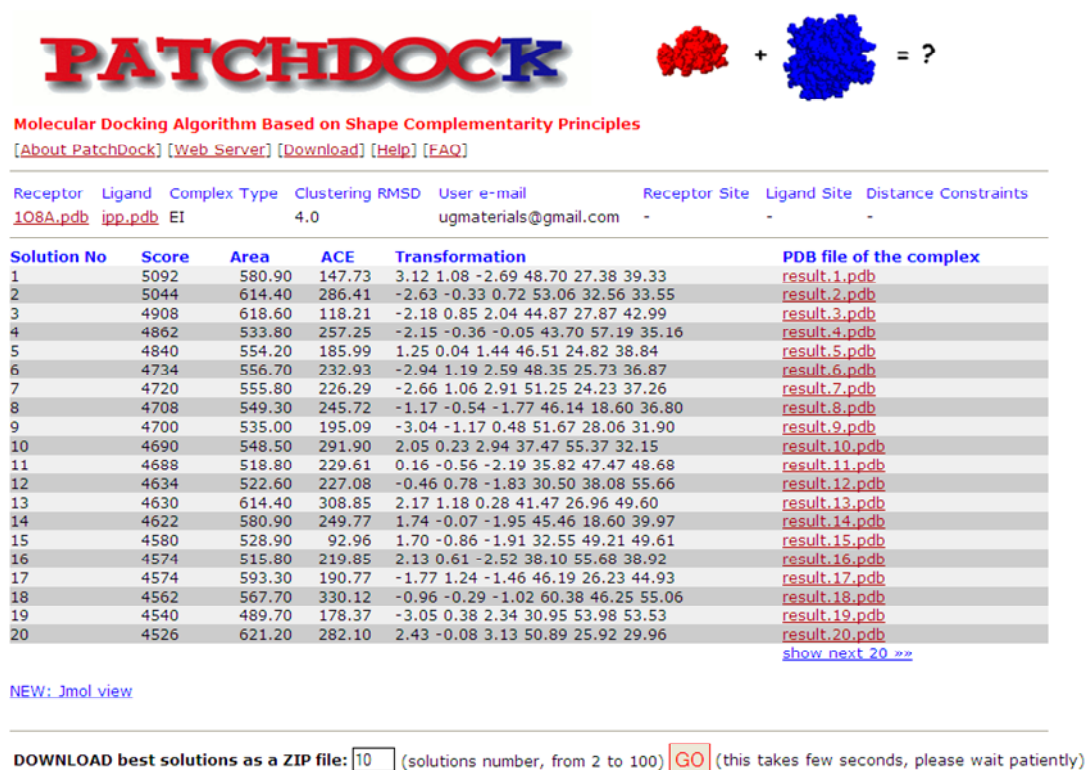 PATCHDOCK
+ = ?
Molecular Docking Algorithm Based on Shape Complementarity Principles
[About PatchDock] [Web Server] [Download] [Help] [FAQ]
Receptor Ligand Complex Type Clustering RMSD User e-mail Receptor Site Ligand Site Distance Constraints
1O8A.pdb ipp.pdb EI 4.0 ugmaterials@gmail.com - - -
Solution No Score Area ACE Transformation PDB file of the complex
1 5092 580.90 147.73 3.12 1.08 -2.69 48.70 27.38 39.33 result.1.pdb
2 5044 614.40 286.41 -2.63 -0.33 0.72 53.06 32.56 33.55 result.2.pdb
3 4908 618.60 118.21 -2.18 0.85 2.04 44.87 27.87 42.99 result.3.pdb
4 4862 533.80 257.25 -2.15 -0.36 -0.05 43.70 57.19 35.16 result.4.pdb
5 4840 554.20 185.99 1.25 0.04 1.44 46.51 24.82 38.84 result.5.pdb
6 4734 556.70 232.93 -2.94 1.19 2.59 48.35 25.73 36.87 result.6.pdb
7 4720 555.80 226.29 -2.66 1.06 2.91 51.25 24.23 37.26 result.7.pdb
8 4708 549.30 245.72 -1.17 -0.54 -1.77 46.14 18.60 36.80 result.8.pdb
9 4700 535.00 195.09 -3.04 -1.17 0.48 51.67 28.06 31.90 result.9.pdb
10 4690 548.50 291.90 2.05 0.23 2.94 37.47 55.37 32.15 result.10.pdb
11 4688 518.80 229.61 0.16 -0.56 -2.19 35.82 47.47 48.68 result.11.pdb
12 4634 522.60 227.08 -0.46 0.78 -1.83 30.50 38.08 55.66 result.12.pdb
13 4630 614.40 308.85 2.17 1.18 0.28 41.47 26.96 49.60 result.13.pdb
14 4622 580.90 249.77 1.74 -0.07 -1.95 45.46 18.60 39.97 result.14.pdb
15 4580 528.90 92.96 1.70 -0.86 -1.91 32.55 49.21 49.61 result.15.pdb
16 4574 515.80 219.85 2.13 0.61 -2.52 38.10 55.68 38.92 result.16.pdb
17 4574 593.30 190.77 -1.77 1.24 -1.46 46.19 26.23 44.93 result.17.pdb
18 4562 567.70 330.12 -0.96 -0.29 -1.02 60.38 46.25 55.06 result.18.pdb
19 4540 489.70 178.37 -3.05 0.38 2.34 30.95 53.98 53.53 result.19.pdb
20 4526 621.20 282.10 2.43 -0.08 3.13 50.89 25.92 29.96 result.20.pdb
show next 20 »»
NEW: Jmol view
DOWNLOAD best solutions as a ZIP file: 10 (solutions number, from 2 to 100) GO (this takes few seconds, please wait patiently)